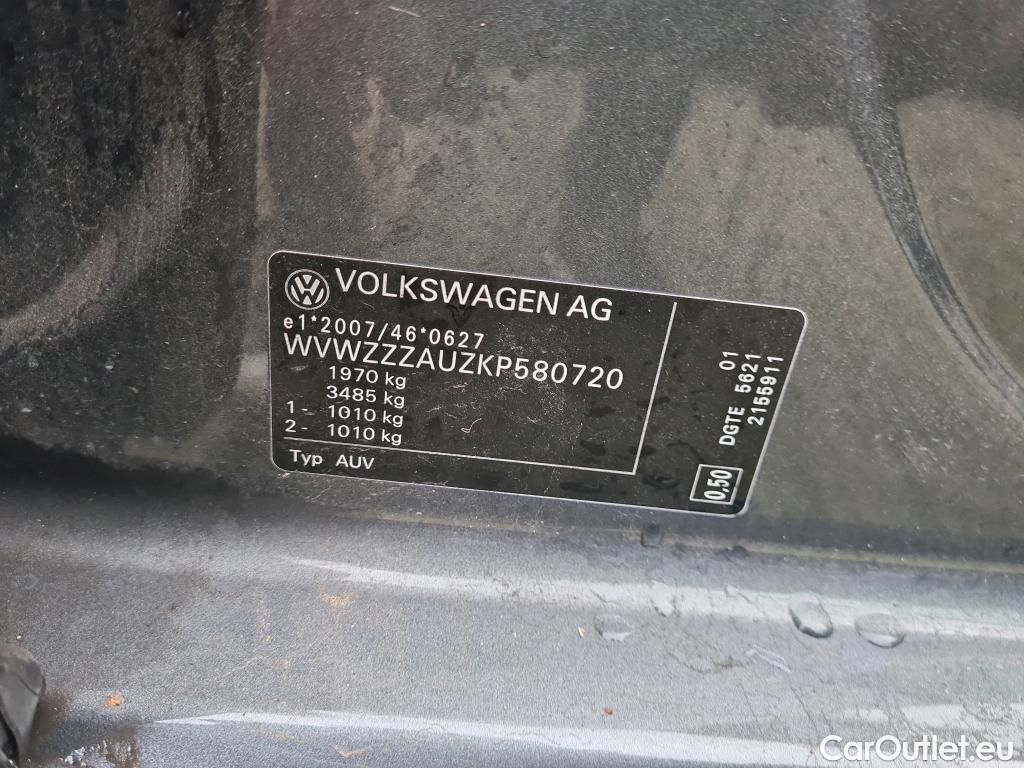 VOLKSWAGEN AG
e1*2007/46*0627
WVWZZZAUZKP580720
1970 kg
3485 kg
1- 1010 kg
2- 1010 kg
Typ AUV
01
DGTE 5621
2155911
0,50
CarOutlet.eu